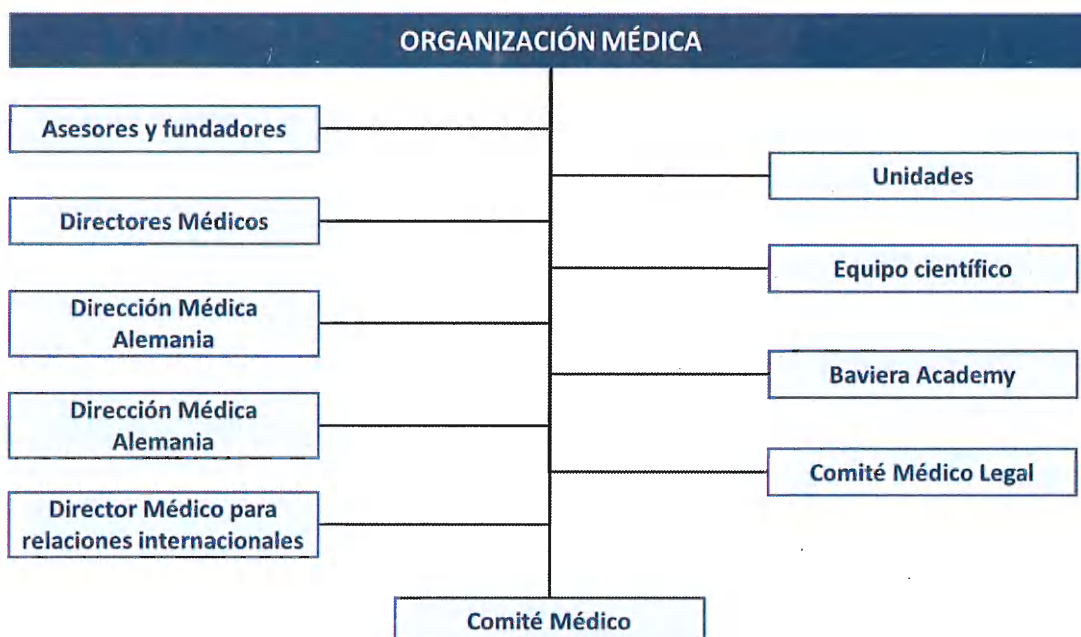 ORGANIZACIÓN MÉDICA
Asesores y fundadores
Directores Médicos
Dirección Médica
Alemania
Dirección Médica
Alemania
Director Médico para
relaciones internacionales
Unidades
Equipo científico
Baviera Academy
Comité Médico Legal
Comité Médico